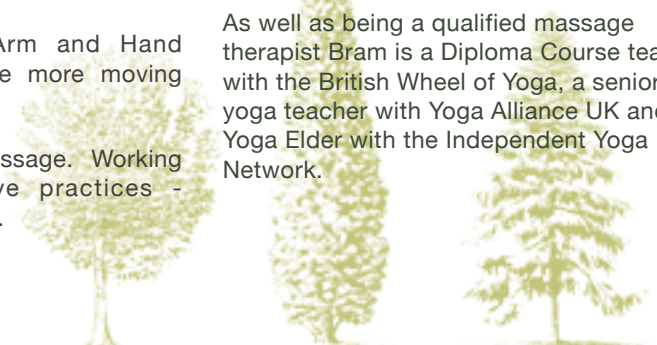 Arm and Hand
e more moving
ssage. Working
ve practices -
.
As well as being a qualified massage
therapist Bram is a Diploma Course tea
with the British Wheel of Yoga, a senior
yoga teacher with Yoga Alliance UK and
Yoga Elder with the Independent Yoga
Network.